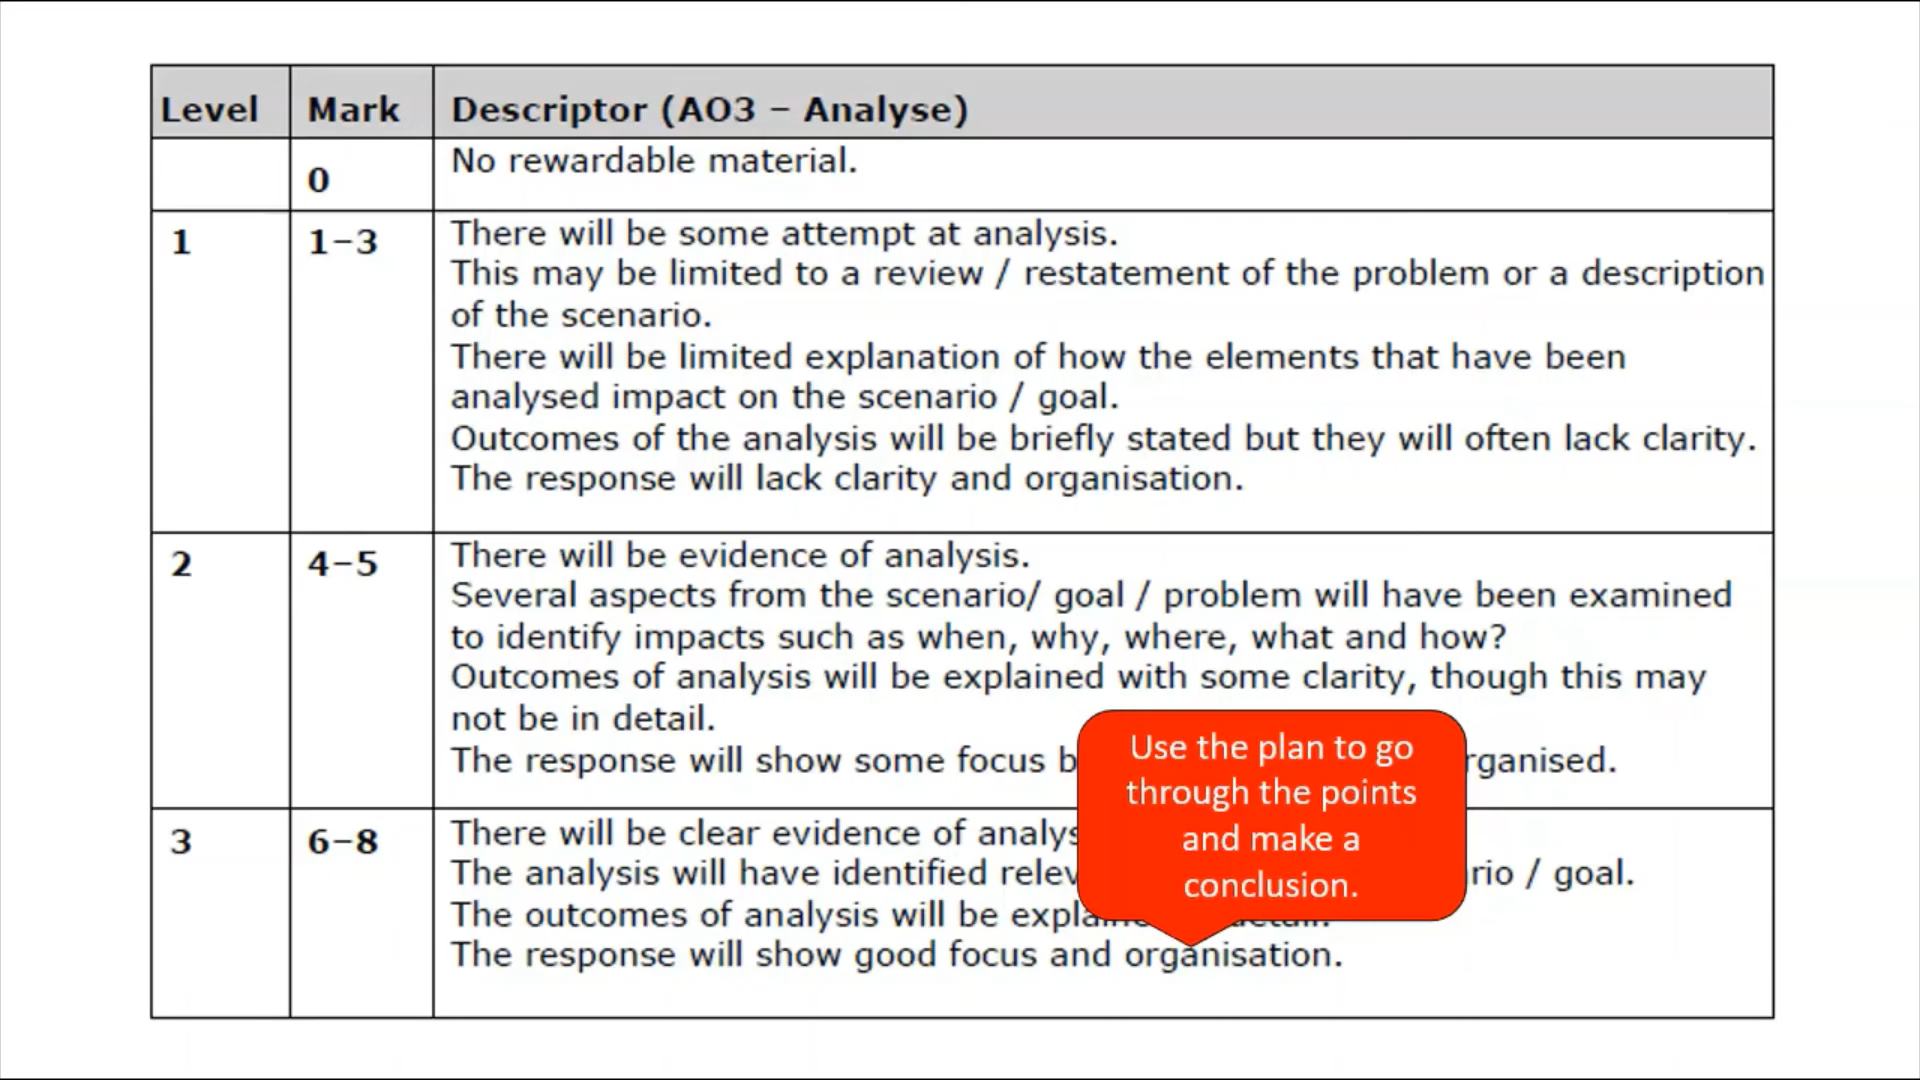 Level Mark Descriptor (AO3 – Analyse)
0 No rewardable material.
1 1–3 There will be some attempt at analysis.
This may be limited to a review / restatement of the problem or a description
of the scenario.
There will be limited explanation of how the elements that have been
analysed impact on the scenario / goal.
Outcomes of the analysis will be briefly stated but they will often lack clarity.
The response will lack clarity and organisation.
2 4–5 There will be evidence of analysis.
Several aspects from the scenario/ goal / problem will have been examined
to identify impacts such as when, why, where, what and how?
Outcomes of analysis will be explained with some clarity, though this may
not be in detail.
The response will show some focus
3 6–8 There will be clear evidence of
The analysis will have identified / goal.
The outcomes of analysis will be
The response will show good focus and organisation.
Use the plan to go
through the points
and make a
conclusion.